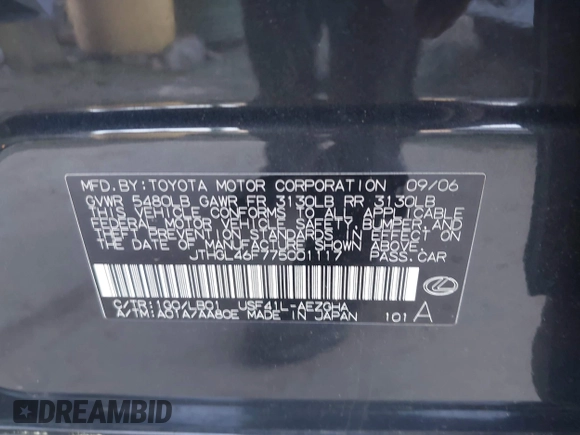 MFD. BY: TOYOTA MOTOR CORPORATION 09/06
GVWR 5480LB GAWR FR 3130LB RR 3130LB
THIS VEHICLE CONFORMS TO ALL APPLICABLE
FEDERAL MOTOR VEHICLE SAFETY, BUMPER, AND
THEFT PREVENTION STANDARDS IN EFFECT ON
THE DATE OF MANUFACTURE SHOWN ABOVE.
JTHGL46F775001117 PASS.CAR
C/TR:1G0/LB01 USF41L-AEZGHA
A/TM:A01A/AA80E MADE IN JAPAN 101 A
DREAMBID